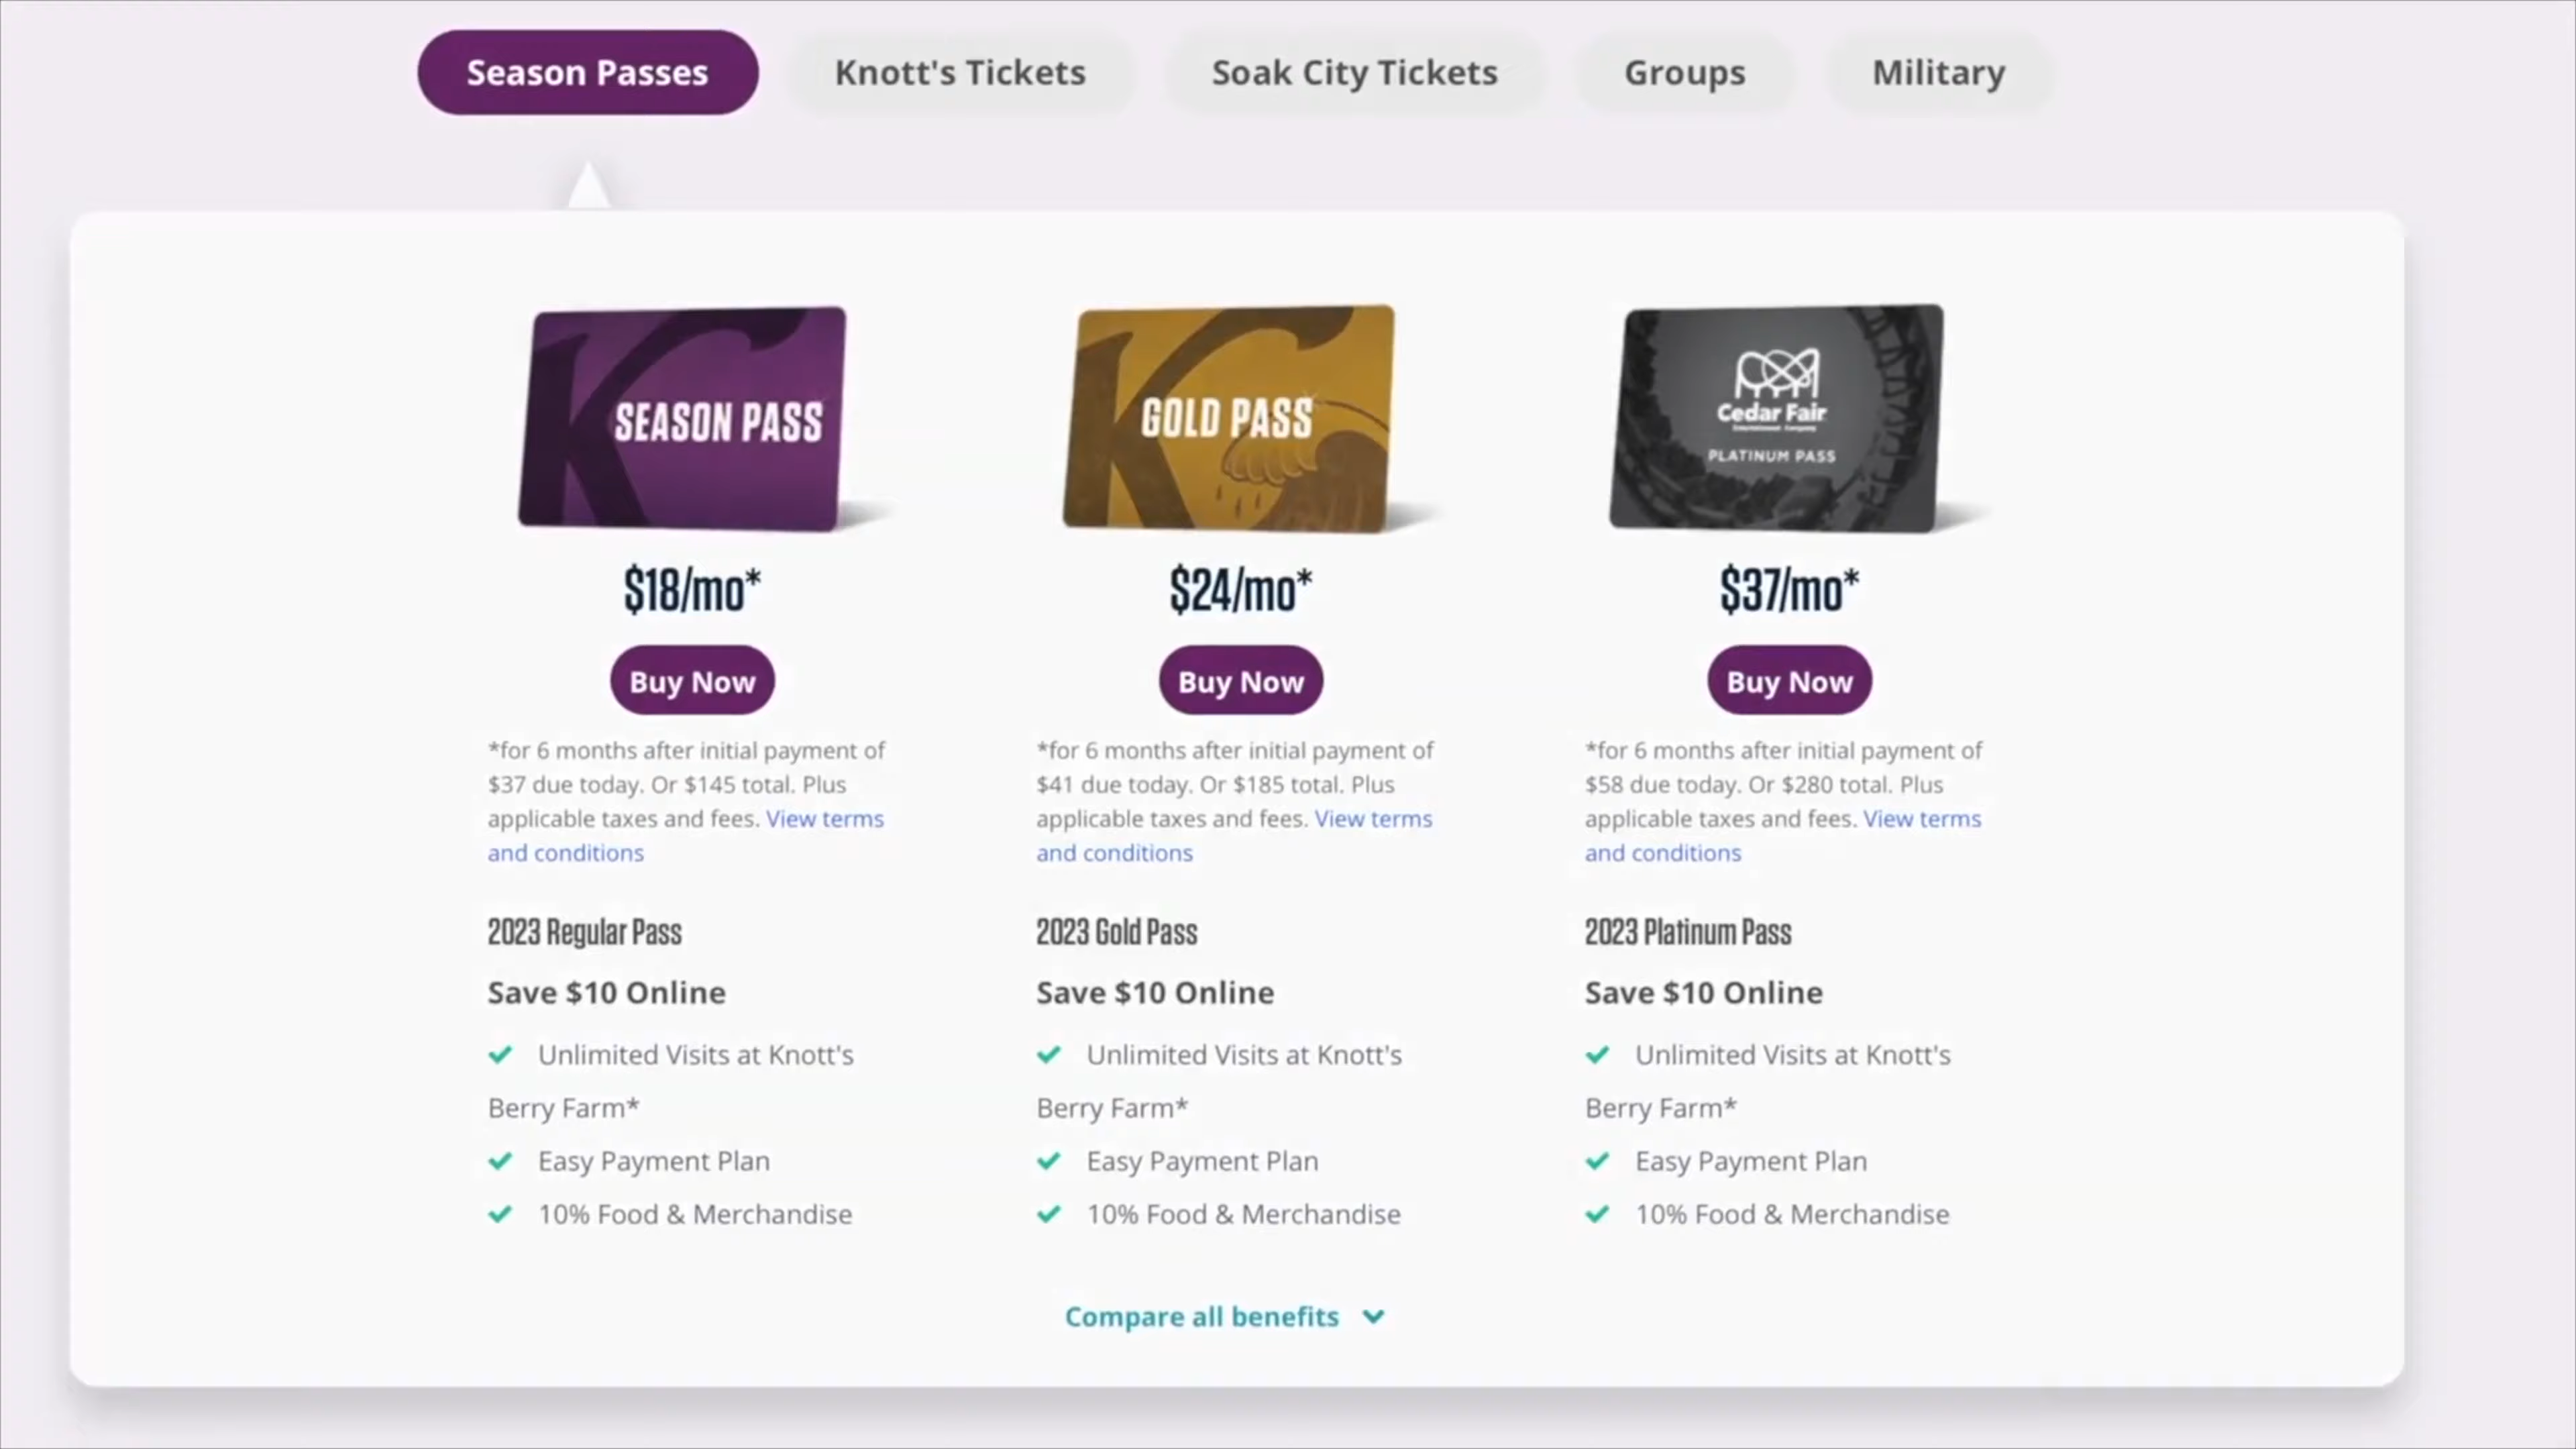 Season Passes
Knott's Tickets
Soak City Tickets
Groups
Military
SEASON PASS
$18/mo*
Buy Now
*for 6 months after initial payment of
$37 due today. Or $145 total. Plus
applicable taxes and fees. View terms
and conditions
2023 Regular Pass
Save $10 Online
Unlimited Visits at Knott's
Berry Farm*
Easy Payment Plan
10% Food & Merchandise
GOLD PASS
$24/mo*
Buy Now
*for 6 months after initial payment of
$41 due today. Or $185 total. Plus
applicable taxes and fees. View terms
and conditions
2023 Gold Pass
Save $10 Online
Unlimited Visits at Knott's
Berry Farm*
Easy Payment Plan
10% Food & Merchandise
Cedar Fair
Entertainment Company
PLATINUM PASS
$37/mo*
Buy Now
*for 6 months after initial payment of
$58 due today. Or $280 total. Plus
applicable taxes and fees. View terms
and conditions
2023 Platinum Pass
Save $10 Online
Unlimited Visits at Knott's
Berry Farm*
Easy Payment Plan
10% Food & Merchandise
Compare all benefits